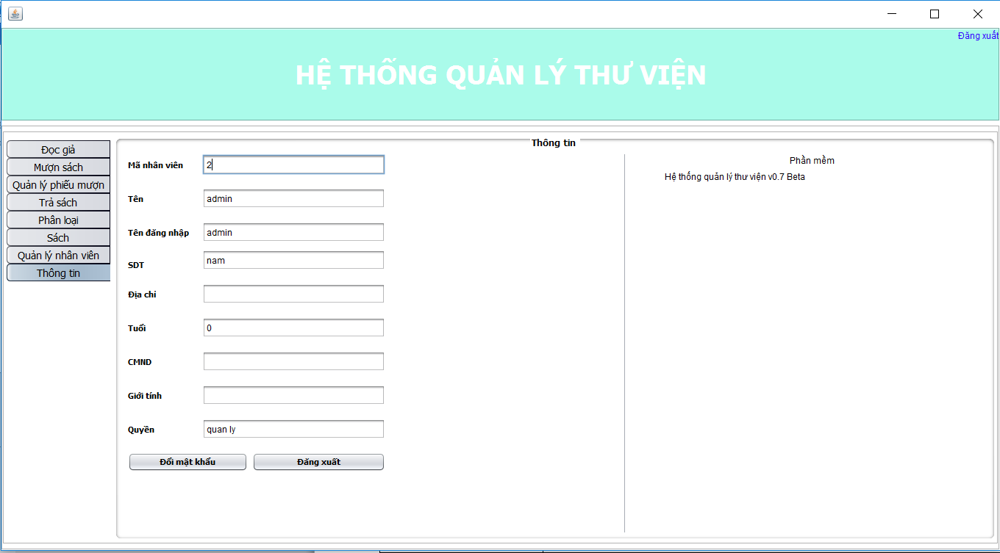 Đăng xuất
HỆ THỐNG QUẢN LÝ THƯ VIỆN
Đọc giả
Mượn sách
Quản lý phiếu mượn
Trả sách
Phân loại
Sách
Quản lý nhân viên
Thông tin
Thông tin
Mã nhân viên 2
Tên admin
Tên đăng nhập admin
SDT nam
Địa chỉ
Tuổi 0
CMND
Giới tính
Quyền quan ly
Đổi mật khẩu Đăng xuất
Phần mềm
Hệ thống quản lý thư viện v0.7 Beta